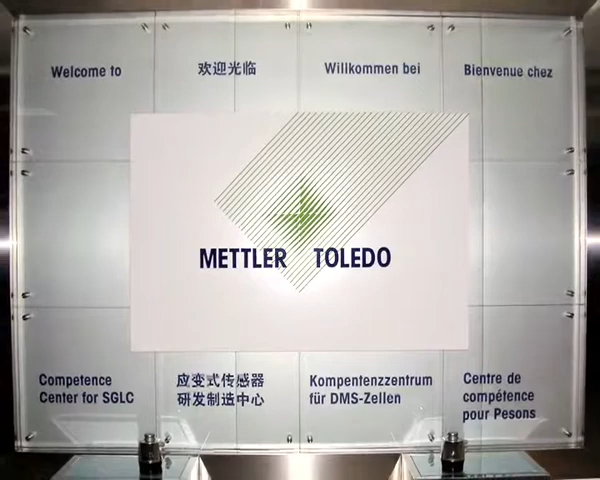 Welcome to
欢迎光临
Willkommen bei
Bienvenue chez
METTLER TOLEDO
Competence
Center for SGLC
应变式传感器
研发制造中心
Kompentenzzentrum
für DMS-Zellen
Centre de
compétence
pour Pesons